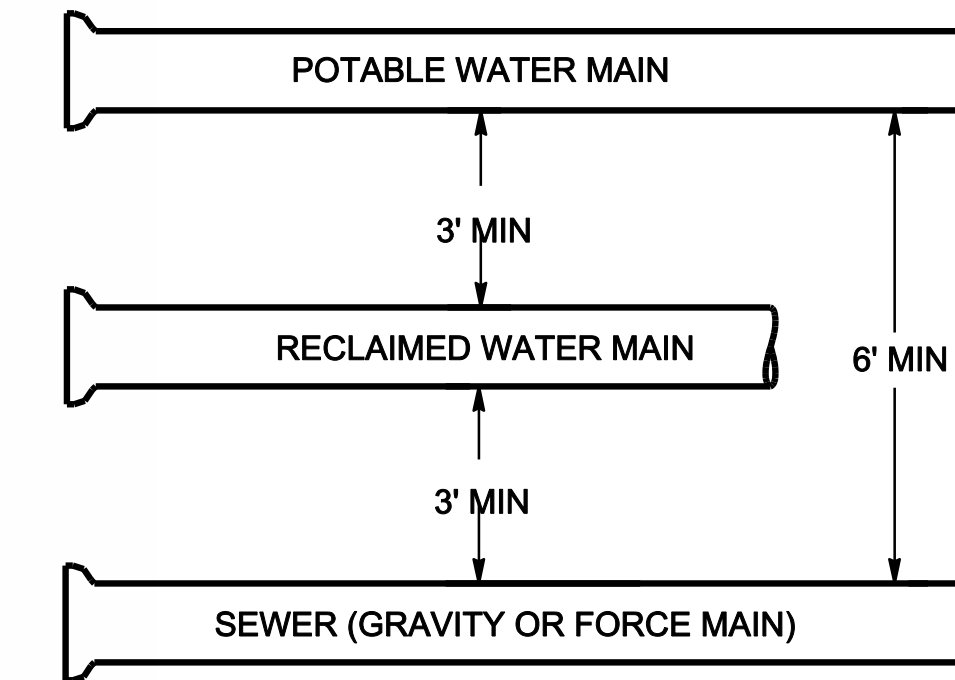 POTABLE WATER MAIN
3' MIN
RECLAIMED WATER MAIN
6' MIN
3' MIN
SEWER (GRAVITY OR FORCE MAIN)